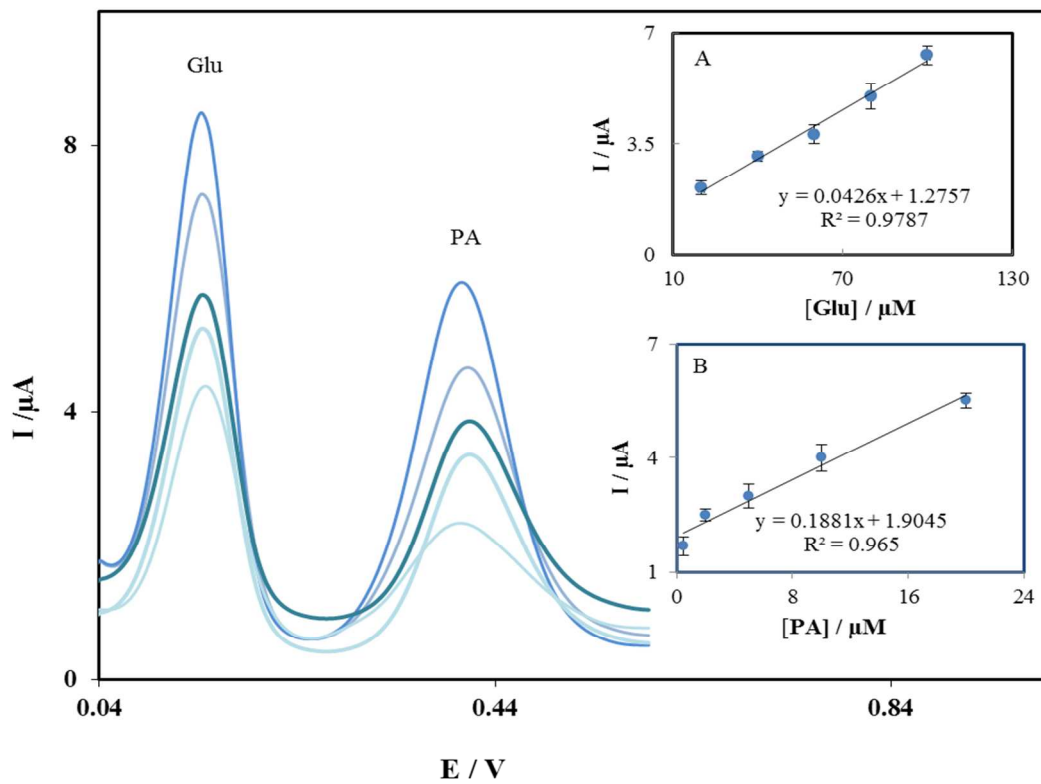 Glu
PA
8
4
0
0.04
0.44
0.84
I /µA
E / V
A
7
3.5
0
10
70
130
I / µA
[Glu] / µM
y = 0.0426x + 1.2757
R² = 0.9787
B
7
4
1
0
8
16
24
I / µA
[PA] / µM
y = 0.1881x + 1.9045
R² = 0.965